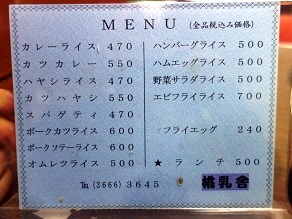 MENU (全品税込み価格)
カレーライス 470
カツカレー 550
ハヤシライス 470
カツハヤシ 550
スパゲティ 470
ポークカツライス 600
ポークソテーライス 600
オムレツライス 500
ハンバーグライス 500
ハムエッグライス 500
野菜サラダライス 500
エビフライライス 700
フライエッグ 240
★ ランチ 500
℡ (3666) 3645
桃乳舎